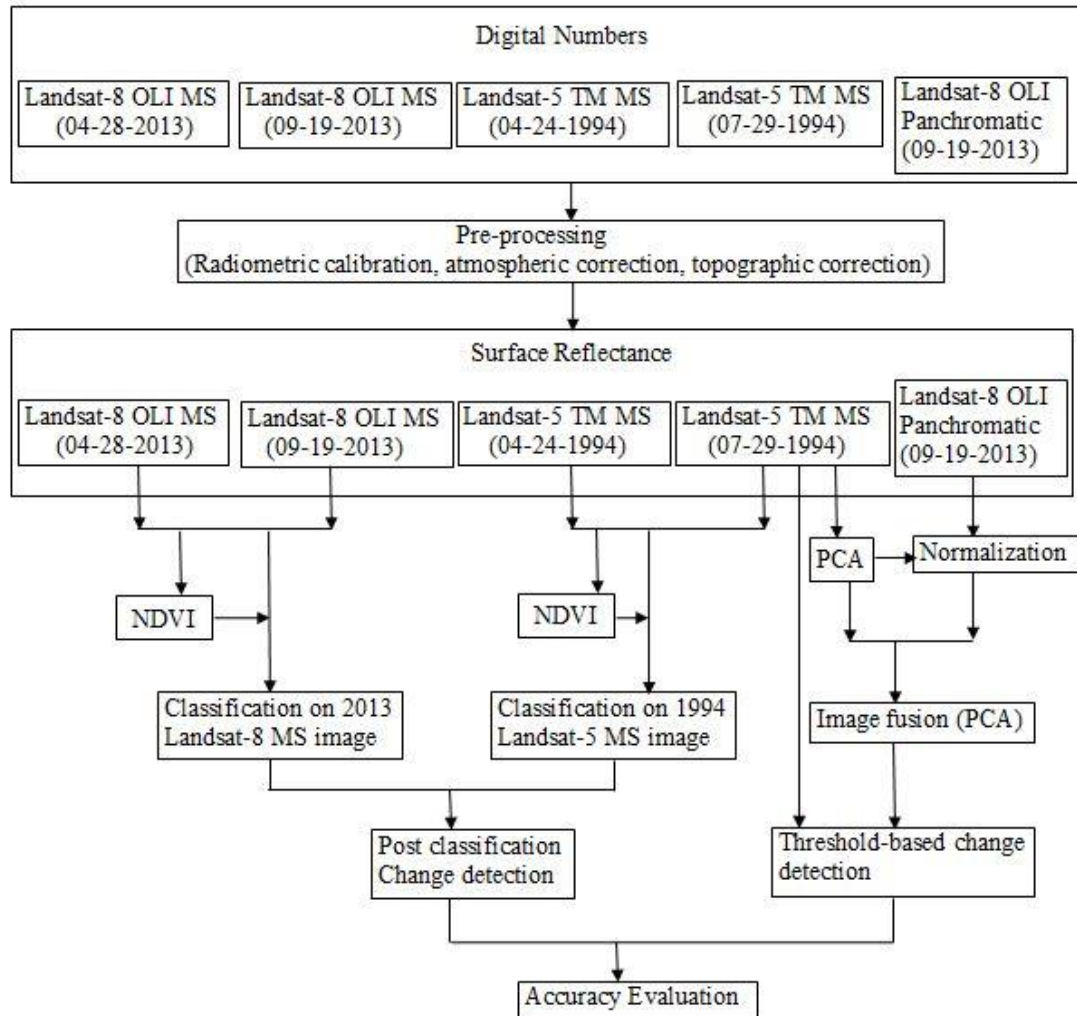 Digital Numbers
Landsat-8 OLI MS
(04-28-2013)
Landsat-8 OLI MS
(09-19-2013)
Landsat-5 TM MS
(04-24-1994)
Landsat-5 TM MS
(07-29-1994)
Landsat-8 OLI
Panchromatic
(09-19-2013)
Pre-processing
(Radiometric calibration, atmospheric correction, topographic correction)
Surface Reflectance
Landsat-8 OLI MS
(04-28-2013)
Landsat-8 OLI MS
(09-19-2013)
Landsat-5 TM MS
(04-24-1994)
Landsat-5 TM MS
(07-29-1994)
Landsat-8 OLI
Panchromatic
(09-19-2013)
PCA
Normalization
NDVI
NDVI
Classification on 2013
Landsat-8 MS image
Classification on 1994
Landsat-5 MS image
Image fusion (PCA)
Post classification
Change detection
Threshold-based change
detection
Accuracy Evaluation